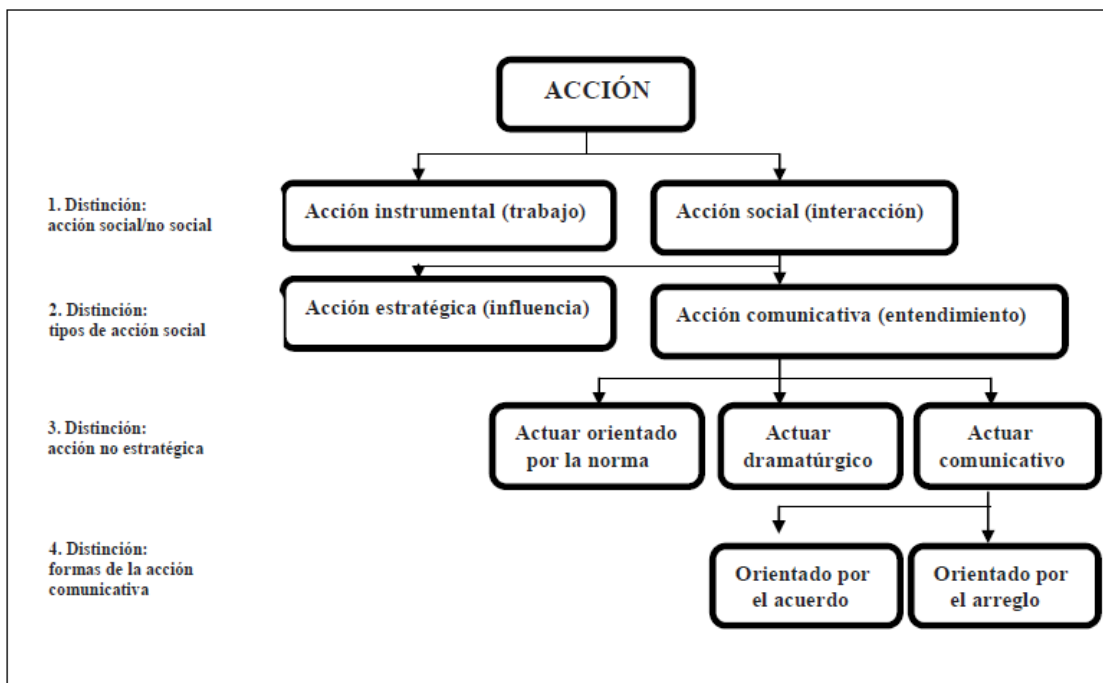 ACCIÓN
1. Distinción:
acción social/no social
Acción instrumental (trabajo)
Acción social (interacción)
2. Distinción:
tipos de acción social
Acción estratégica (influencia)
Acción comunicativa (entendimiento)
3. Distinción:
acción no estratégica
Actuar orientado
por la norma
Actuar
dramatúrgico
Actuar
comunicativo
4. Distinción:
formas de la acción
comunicativa
Orientado por
el acuerdo
Orientado por
el arreglo